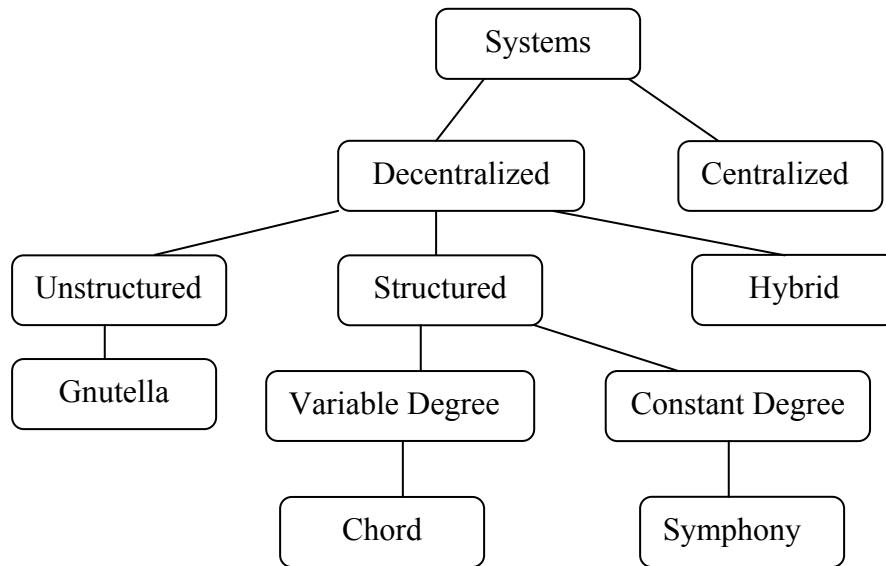 Systems
Decentralized
Centralized
Unstructured
Structured
Hybrid
Gnutella
Variable Degree
Constant Degree
Chord
Symphony